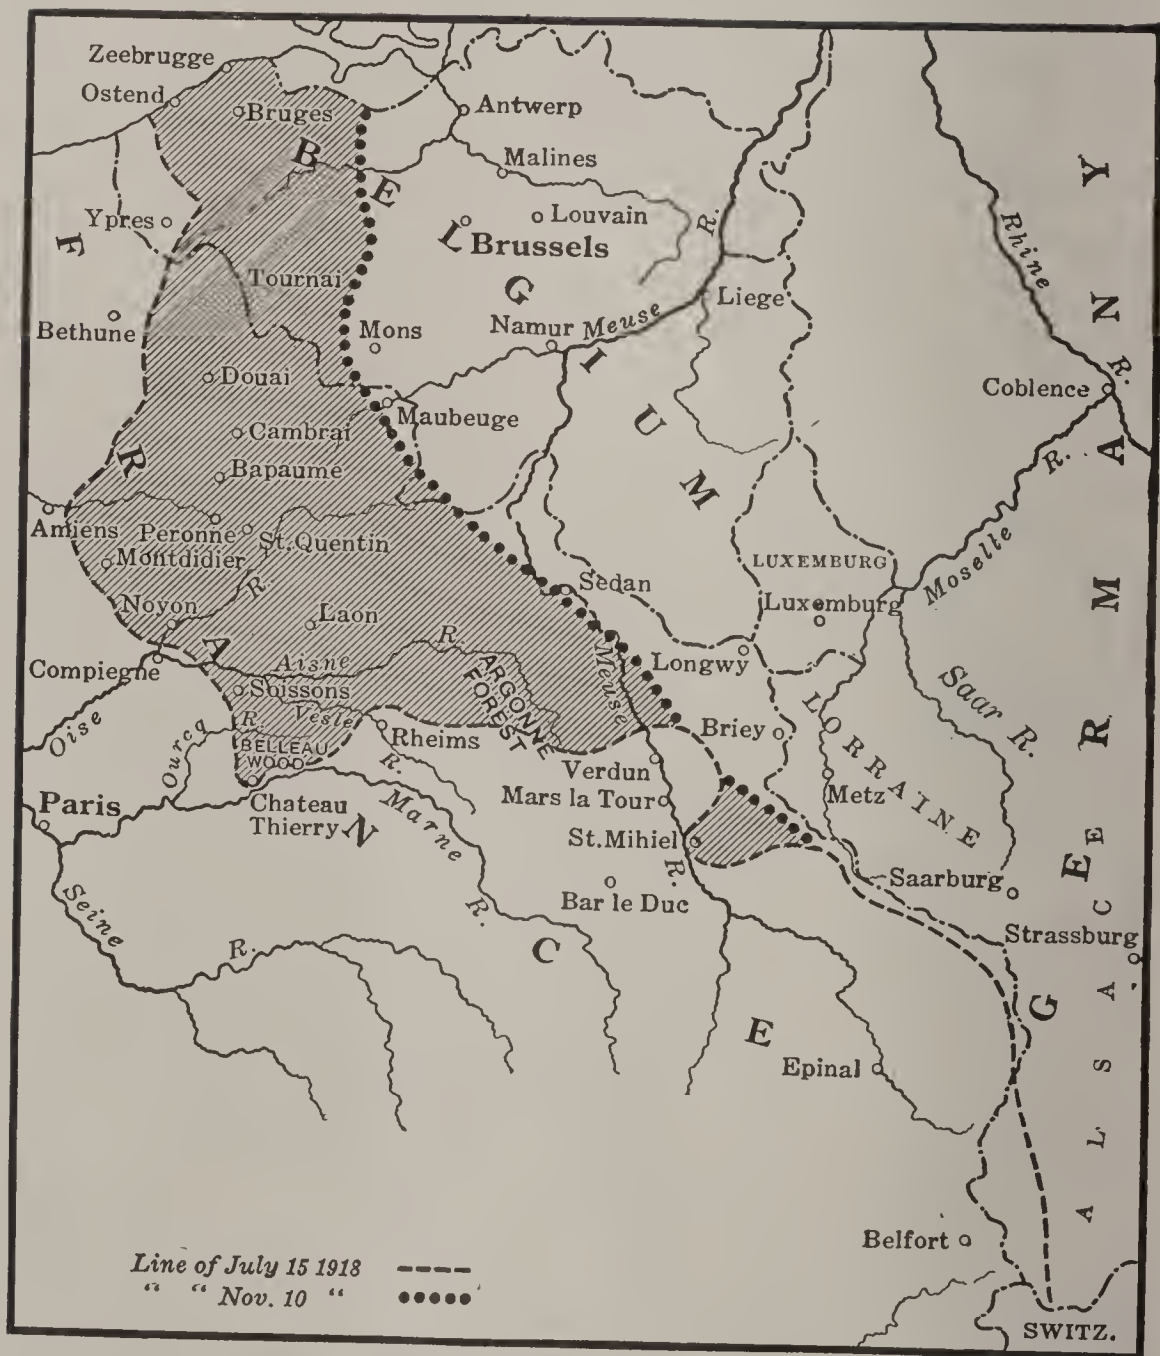 Zeebrugge
Ostend
Bruges
Antwerp
Malines
Ypres
Louvain
Brussels
Tournai
Liege
Bethune
Mons
Namur
Meuse
R.
Rhine
R.
Coblence
Douai
Maubeuge
Cambrai
Bapaume
Amiens
Peronne
St. Quentin
Montdidier
Noyon
R.
Laon
Sedan
LUXEMBURG
Luxemburg
Moselle
R.
Compiegne
Aisne
R.
ARGONNE
FOREST
Meuse
Longwy
Saar R.
Oise
Soissons
R.
Vesle
Rheims
R.
Briey
LORRAINE
Ourcq
BELLEAU
WOOD
Verdun
Mars la Tour
Metz
Paris
Chateau
Thierry
Marne
R.
St. Mihiel
R.
Bar le Duc
Saarburg
Strassburg
Seine
R.
Epinal
Belfort
ALSACE
BELGIUM
FRANCE
GERMANY
SWITZ.
Line of July 15 1918
“ “ Nov. 10 “